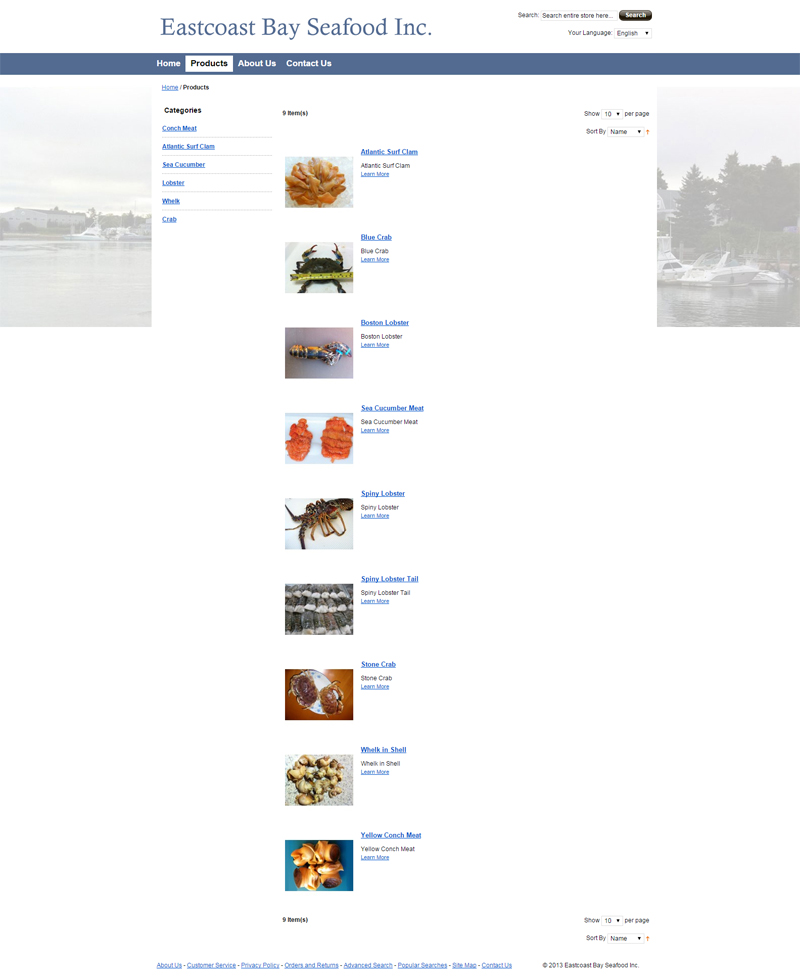 Eastcoast Bay Seafood Inc.
Search: Search entire store here... Search
Your Language: English
Home Products About Us Contact Us
Home / Products
Categories
Conch Meat
Atlantic Surf Clam
Sea Cucumber
Lobster
Whelk
Crab
9 Item(s)
Show 10 per page
Sort By Name
Atlantic Surf Clam
Atlantic Surf Clam
Learn More
Blue Crab
Blue Crab
Learn More
Boston Lobster
Boston Lobster
Learn More
Sea Cucumber Meat
Sea Cucumber Meat
Learn More
Spiny Lobster
Spiny Lobster
Learn More
Spiny Lobster Tail
Spiny Lobster Tail
Learn More
Stone Crab
Stone Crab
Learn More
Whelk in Shell
Whelk in Shell
Learn More
Yellow Conch Meat
Yellow Conch Meat
Learn More
9 Item(s)
Show 10 per page
Sort By Name
About Us - Customer Service - Privacy Policy - Orders and Returns - Advanced Search - Popular Searches - Site Map - Contact Us
© 2013 Eastcoast Bay Seafood Inc.